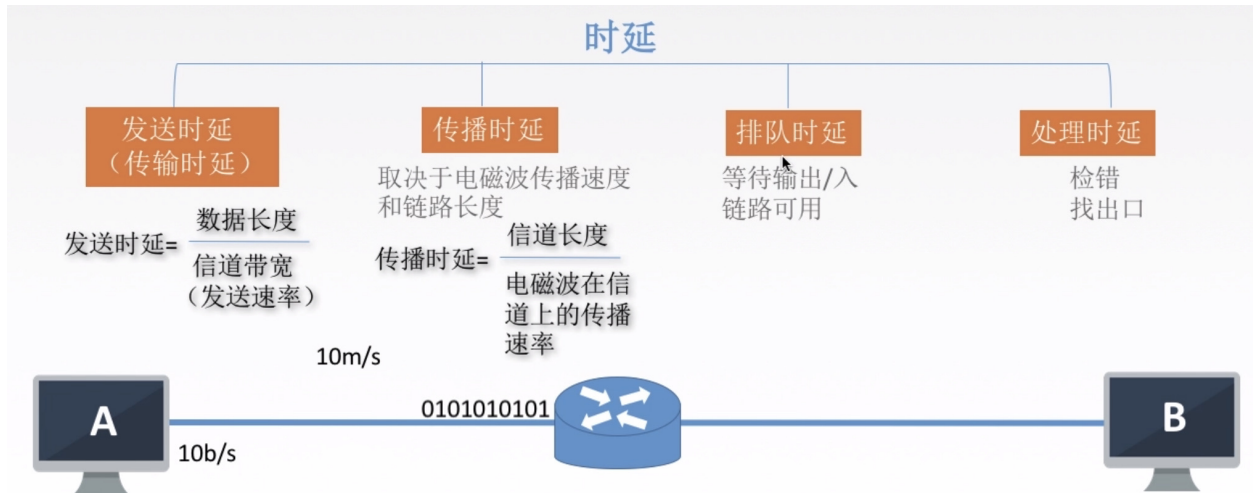 时延
发送时延
（传输时延）
传播时延
排队时延
处理时延
取决于电磁波传播速度
和链路长度
等待输出/入
链路可用
检错
找出口
发送时延=
数据长度
信道带宽
（发送速率）
传播时延=
信道长度
电磁波在信
道上的传播
速率
10m/s
A
0101010101
B
10b/s